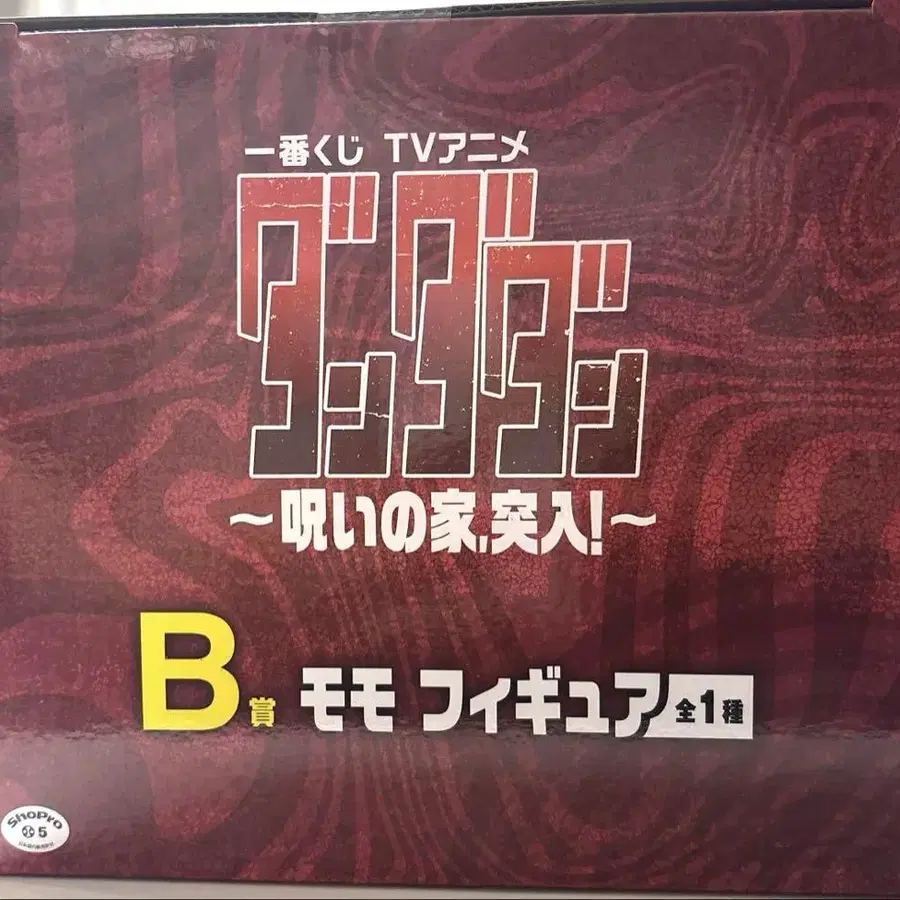 一番くじ TVアニメ
ダンダダン
～呪いの家、突入!～
B賞 モモ フィギュア 全1種
ShoPro
5